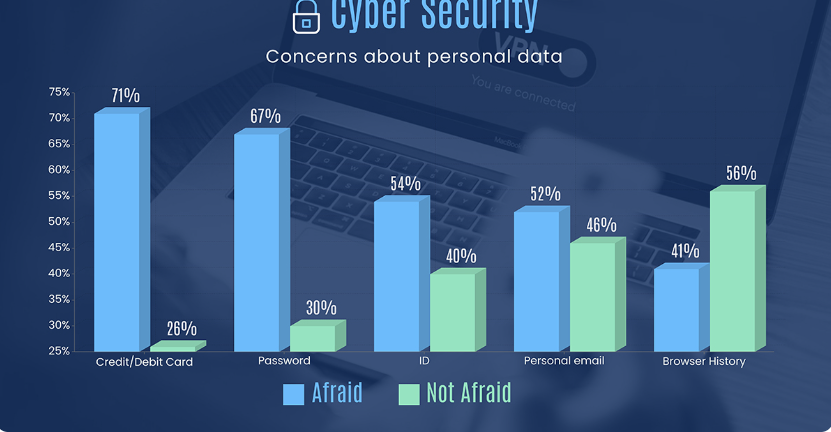 Cyber Security
Concerns about personal data
VPN
You are connected
75%
70%
65%
60%
55%
50%
45%
40%
35%
30%
25%
71%
26%
67%
30%
54%
40%
52%
46%
41%
56%
Credit/Debit Card
Password
ID
Personal email
Browser History
Afraid
Not Afraid